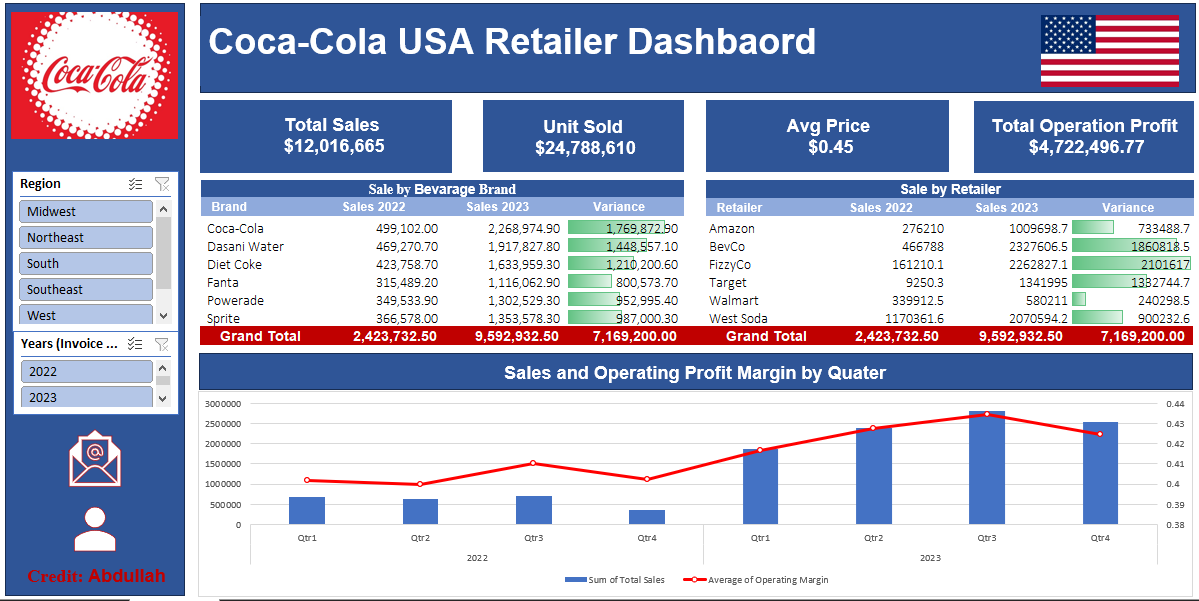 Coca-Cola
Coca-Cola USA Retailer Dashbaord
Total Sales
$12,016,665
Unit Sold
$24,788,610
Avg Price
$0.45
Total Operation Profit
$4,722,496.77
Region
Midwest
Northeast
South
Southeast
West
Years (Invoice ...
2022
2023
@
Credit: Abdullah
Sale by Bevarage Brand
Brand Sales 2022 Sales 2023 Variance
Coca-Cola 499,102.00 2,268,974.90 1,769,872.90
Dasani Water 469,270.70 1,917,827.80 1,448,557.10
Diet Coke 423,758.70 1,633,959.30 1,210,200.60
Fanta 315,489.20 1,116,062.90 800,573.70
Powerade 349,533.90 1,302,529.30 952,995.40
Sprite 366,578.00 1,353,578.30 987,000.30
Grand Total 2,423,732.50 9,592,932.50 7,169,200.00
Sale by Retailer
Retailer Sales 2022 Sales 2023 Variance
Amazon 276210 1009698.7 733488.7
BevCo 466788 2327606.5 1860818.5
FizzyCo 161210.1 2262827.1 2101617
Target 9250.3 1341995 1332744.7
Walmart 339912.5 580211 240298.5
West Soda 1170361.6 2070594.2 900232.6
Grand Total 2,423,732.50 9,592,932.50 7,169,200.00
Sales and Operating Profit Margin by Quater
3000000
2500000
2000000
1500000
1000000
500000
0
0.44
0.43
0.42
0.41
0.4
0.39
0.38
Qtr1 Qtr2 Qtr3 Qtr4 Qtr1 Qtr2 Qtr3 Qtr4
2022 2023
Sum of Total Sales Average of Operating Margin